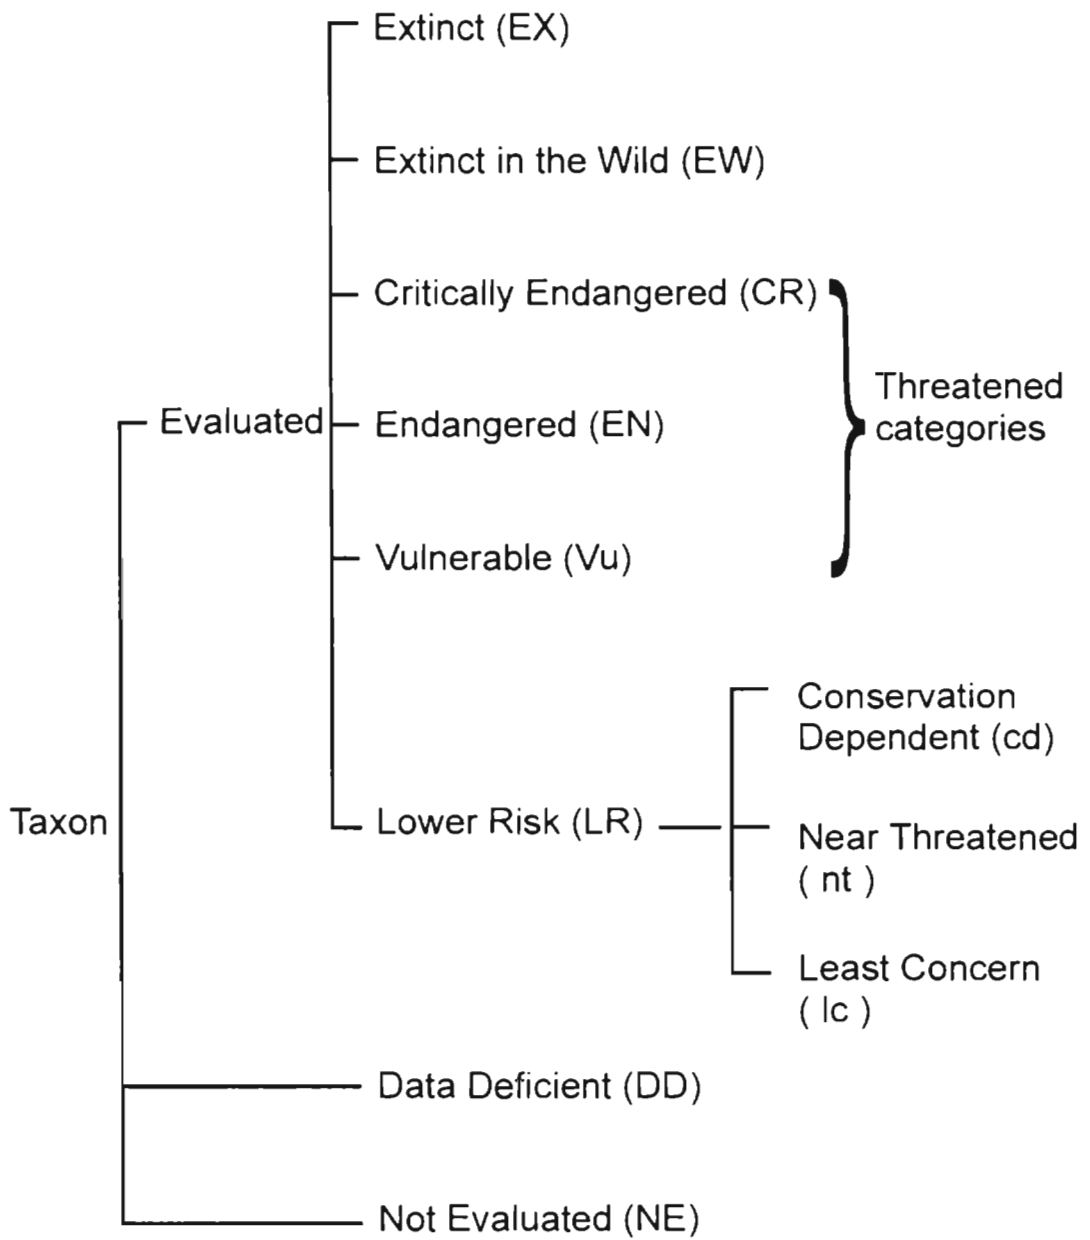 Extinct (EX)
Extinct in the Wild (EW)
Critically Endangered (CR)
Threatened
categories
Evaluated
Endangered (EN)
Vulnerable (Vu)
Conservation
Dependent (cd)
Taxon
Lower Risk (LR)
Near Threatened
( nt )
Least Concern
( lc )
Data Deficient (DD)
Not Evaluated (NE)